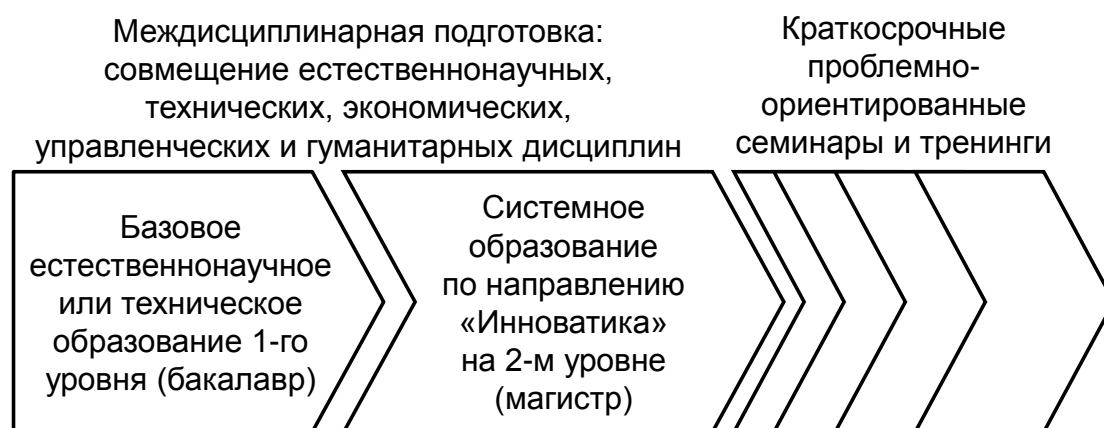 Междисциплинарная подготовка:
совмещение естественнонаучных,
технических, экономических,
управленческих и гуманитарных дисциплин
Краткосрочные
проблемно-
ориентированные
семинары и тренинги
Базовое
естественнонаучное
или техническое
образование 1-го
уровня (бакалавр)
Системное
образование
по направлению
«Инноватика»
на 2-м уровне
(магистр)